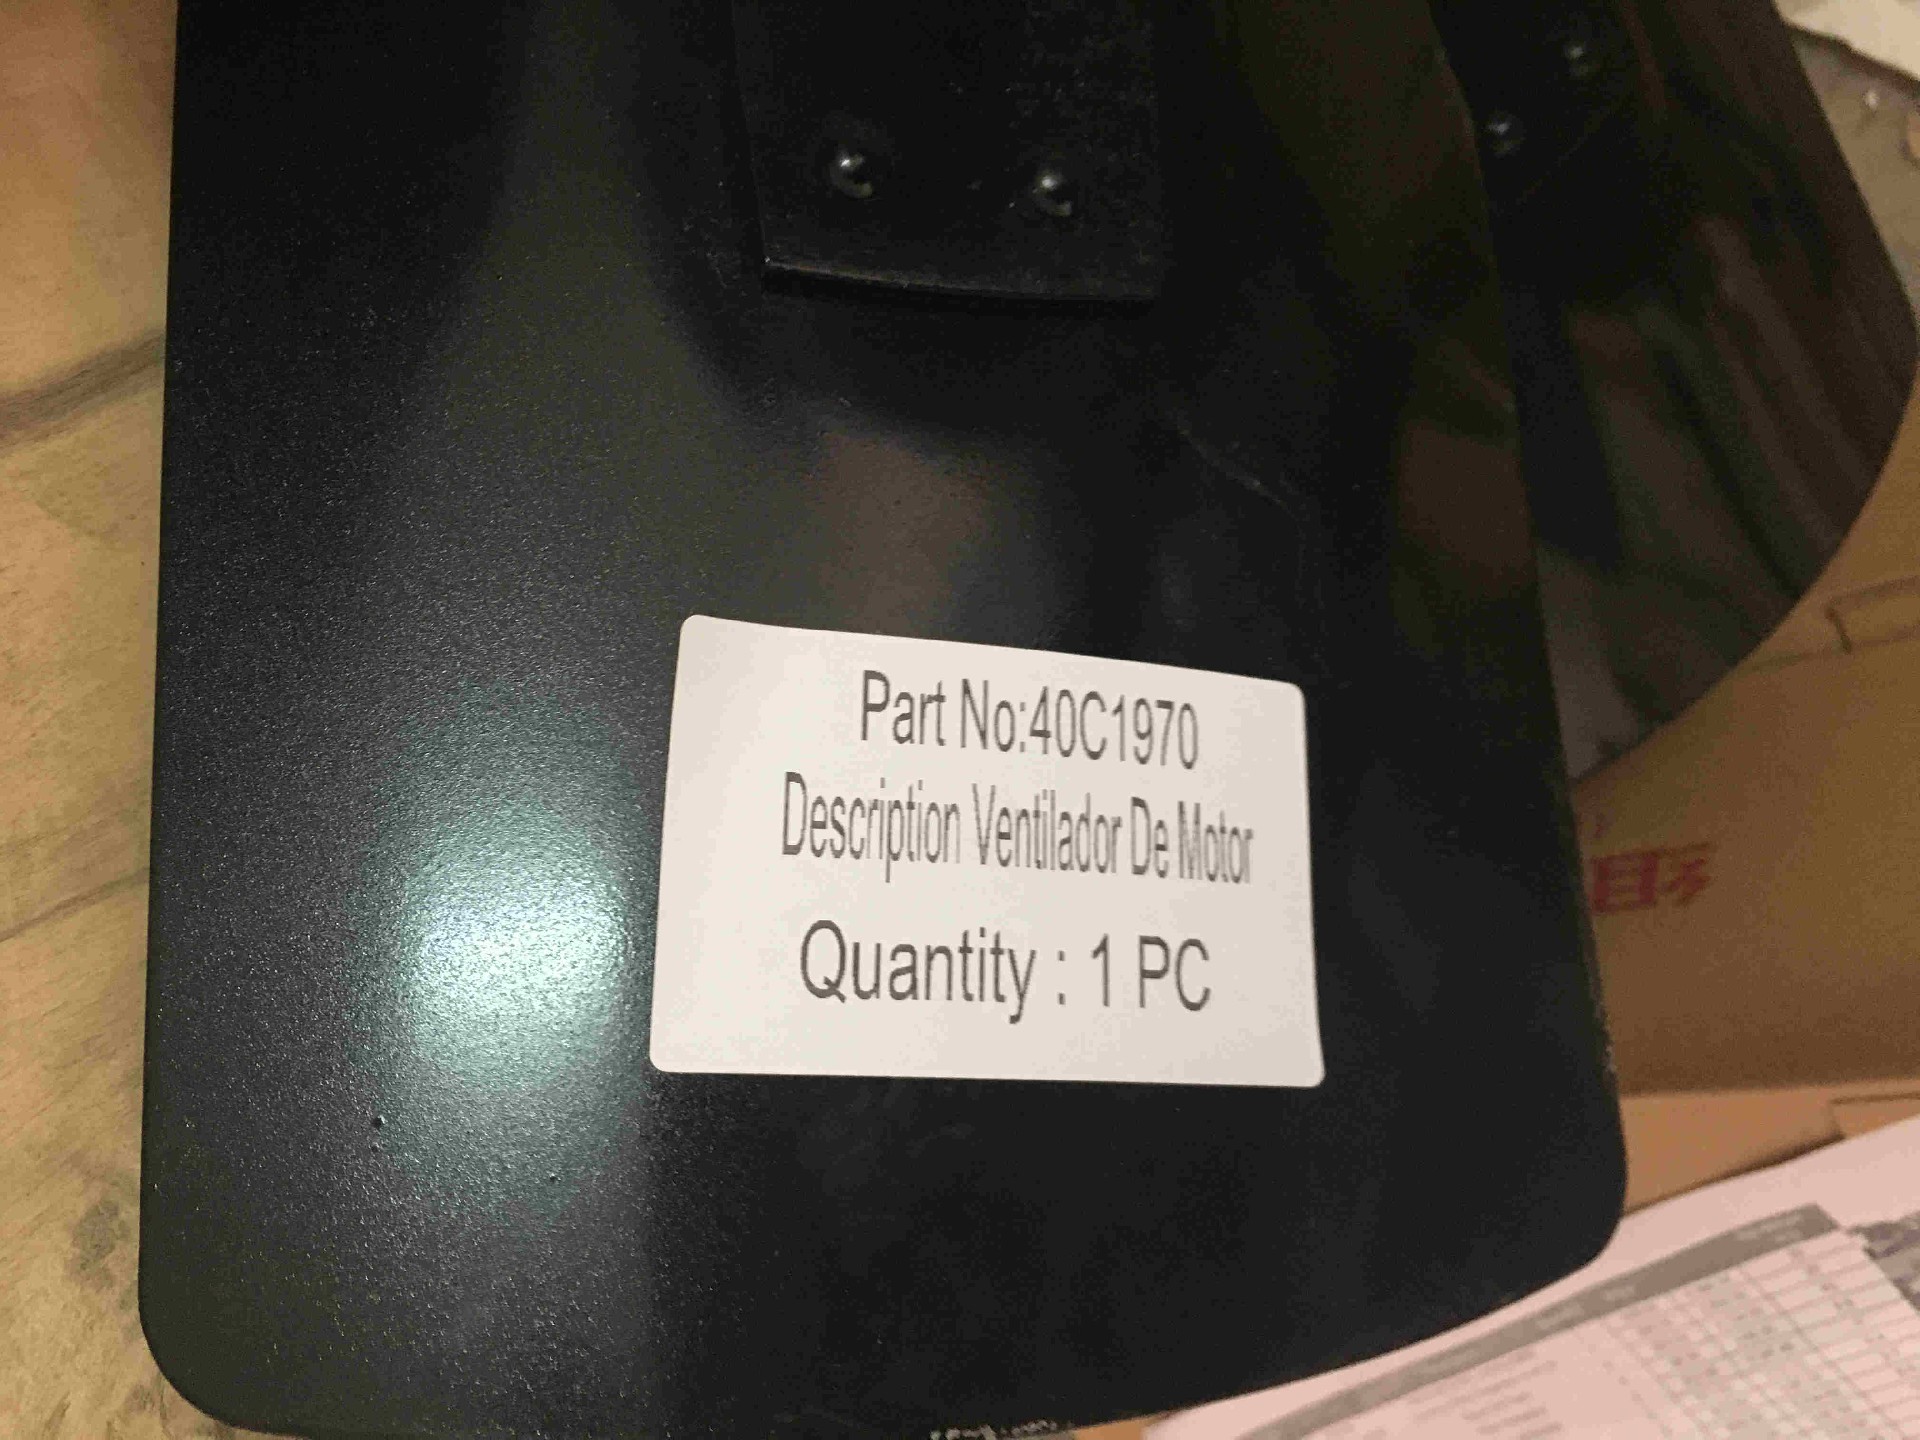 Part No:40C1970
Description Ventilador De Motor
Quantity : 1 PC